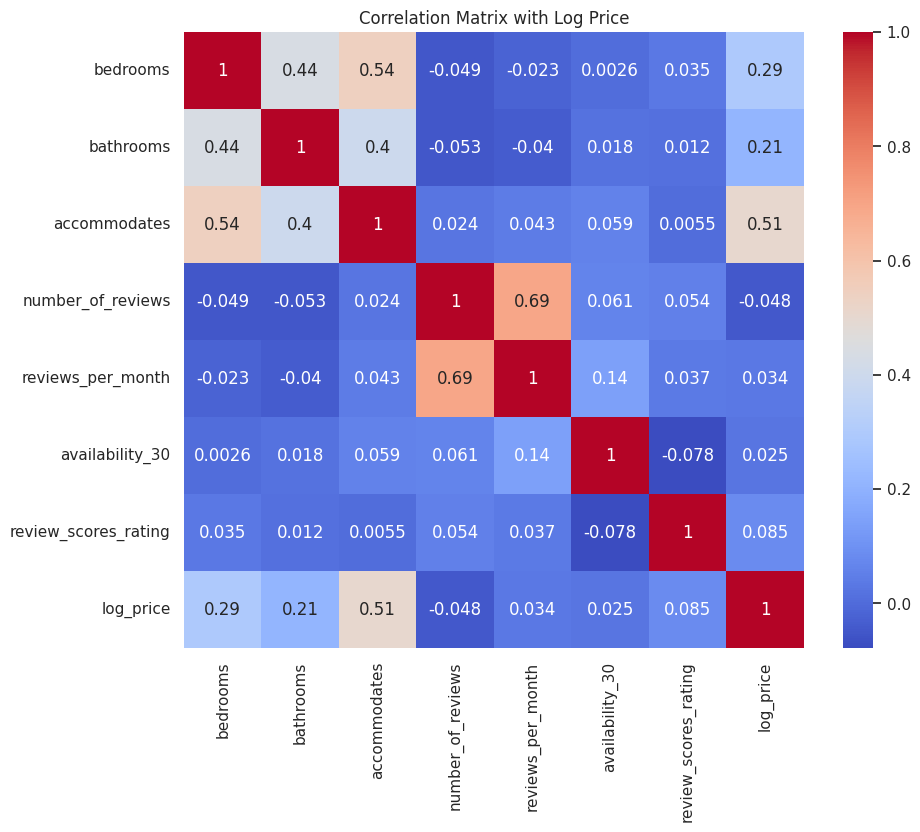 Correlation Matrix with Log Price
bedrooms 1 0.44 0.54 -0.049 -0.023 0.0026 0.035 0.29
bathrooms 0.44 1 0.4 -0.053 -0.04 0.018 0.012 0.21
accommodates 0.54 0.4 1 0.024 0.043 0.059 0.0055 0.51
number_of_reviews -0.049 -0.053 0.024 1 0.69 0.061 0.054 -0.048
reviews_per_month -0.023 -0.04 0.043 0.69 1 0.14 0.037 0.034
availability_30 0.0026 0.018 0.059 0.061 0.14 1 -0.078 0.025
review_scores_rating 0.035 0.012 0.0055 0.054 0.037 -0.078 1 0.085
log_price 0.29 0.21 0.51 -0.048 0.034 0.025 0.085 1
bedrooms
bathrooms
accommodates
number_of_reviews
reviews_per_month
availability_30
review_scores_rating
log_price
1.0
0.8
0.6
0.4
0.2
0.0